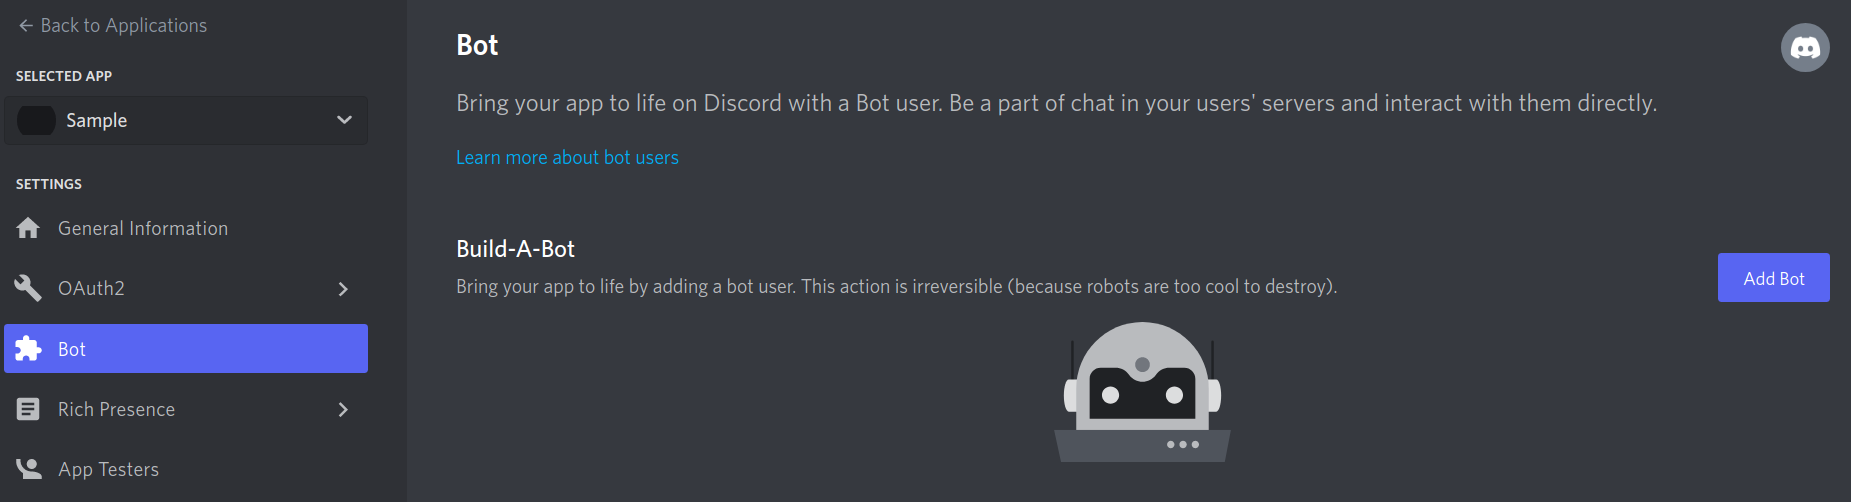 ← Back to Applications
SELECTED APP
Sample
SETTINGS
General Information
OAuth2
Bot
Rich Presence
App Testers
Bot
Bring your app to life on Discord with a Bot user. Be a part of chat in your users' servers and interact with them directly.
Learn more about bot users
Build-A-Bot
Bring your app to life by adding a bot user. This action is irreversible (because robots are too cool to destroy).
Add Bot